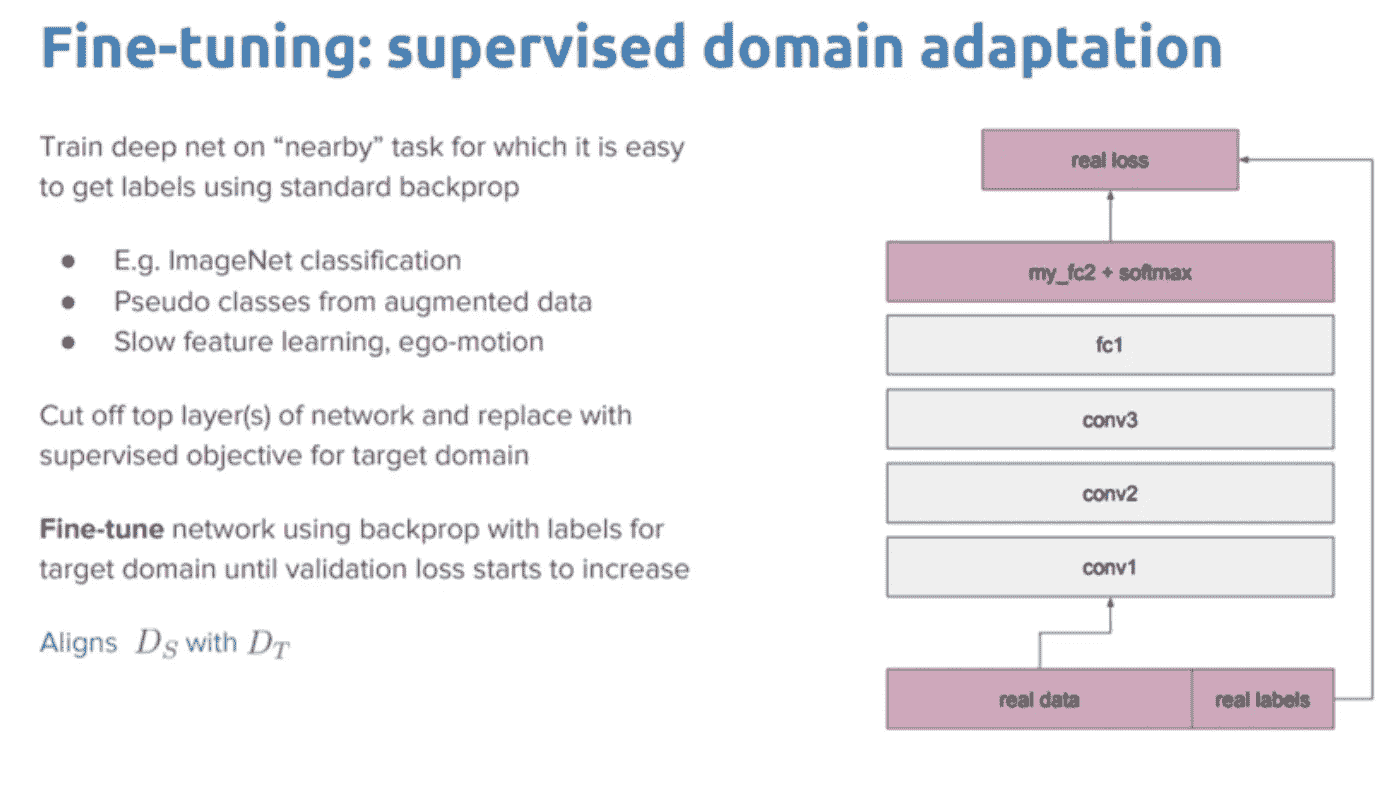 Fine-tuning: supervised domain adaptation
Train deep net on “nearby” task for which it is easy
to get labels using standard backprop
● E.g. ImageNet classification
● Pseudo classes from augmented data
● Slow feature learning, ego-motion
Cut off top layer(s) of network and replace with
supervised objective for target domain
Fine-tune network using backprop with labels for
target domain until validation loss starts to increase
Aligns D_S with D_T
real loss
my_fc2 + softmax
fc1
conv3
conv2
conv1
real data
real labels